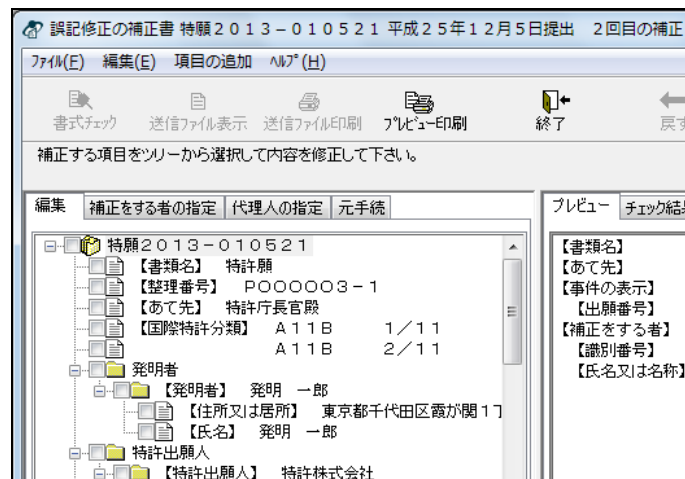 誤記修正の補正書 特願２０１３－０１０５２１ 平成２５年１２月５日提出　２回目の補正
ﾌｧｲﾙ(F)　編集(E)　項目の追加　ﾍﾙﾌﾟ(H)
書式ﾁｪｯｸ　送信ﾌｧｲﾙ表示　送信ﾌｧｲﾙ印刷　ﾌﾟﾚﾋﾞｭｰ印刷　終了　戻す
補正する項目をﾂﾘｰから選択して内容を修正して下さい。
編集　補正をする者の指定　代理人の指定　元手続
特願２０１３－０１０５２１
【書類名】　特許願
【整理番号】　Ｐ０００００３－１
【あて先】　特許庁長官殿
【国際特許分類】　Ａ１１Ｂ　１／１１
Ａ１１Ｂ　２／１１
発明者
【発明者】　発明　一郎
【住所又は居所】　東京都千代田区霞が関１丁
【氏名】　発明　一郎
特許出願人
【特許出願人】　特許株式会社
ﾌﾟﾚﾋﾞｭｰ　ﾁｪｯｸ結果
【書類名】
【あて先】
【事件の表示】
【出願番号】
【補正をする者】
【識別番号】
【氏名又は名称】